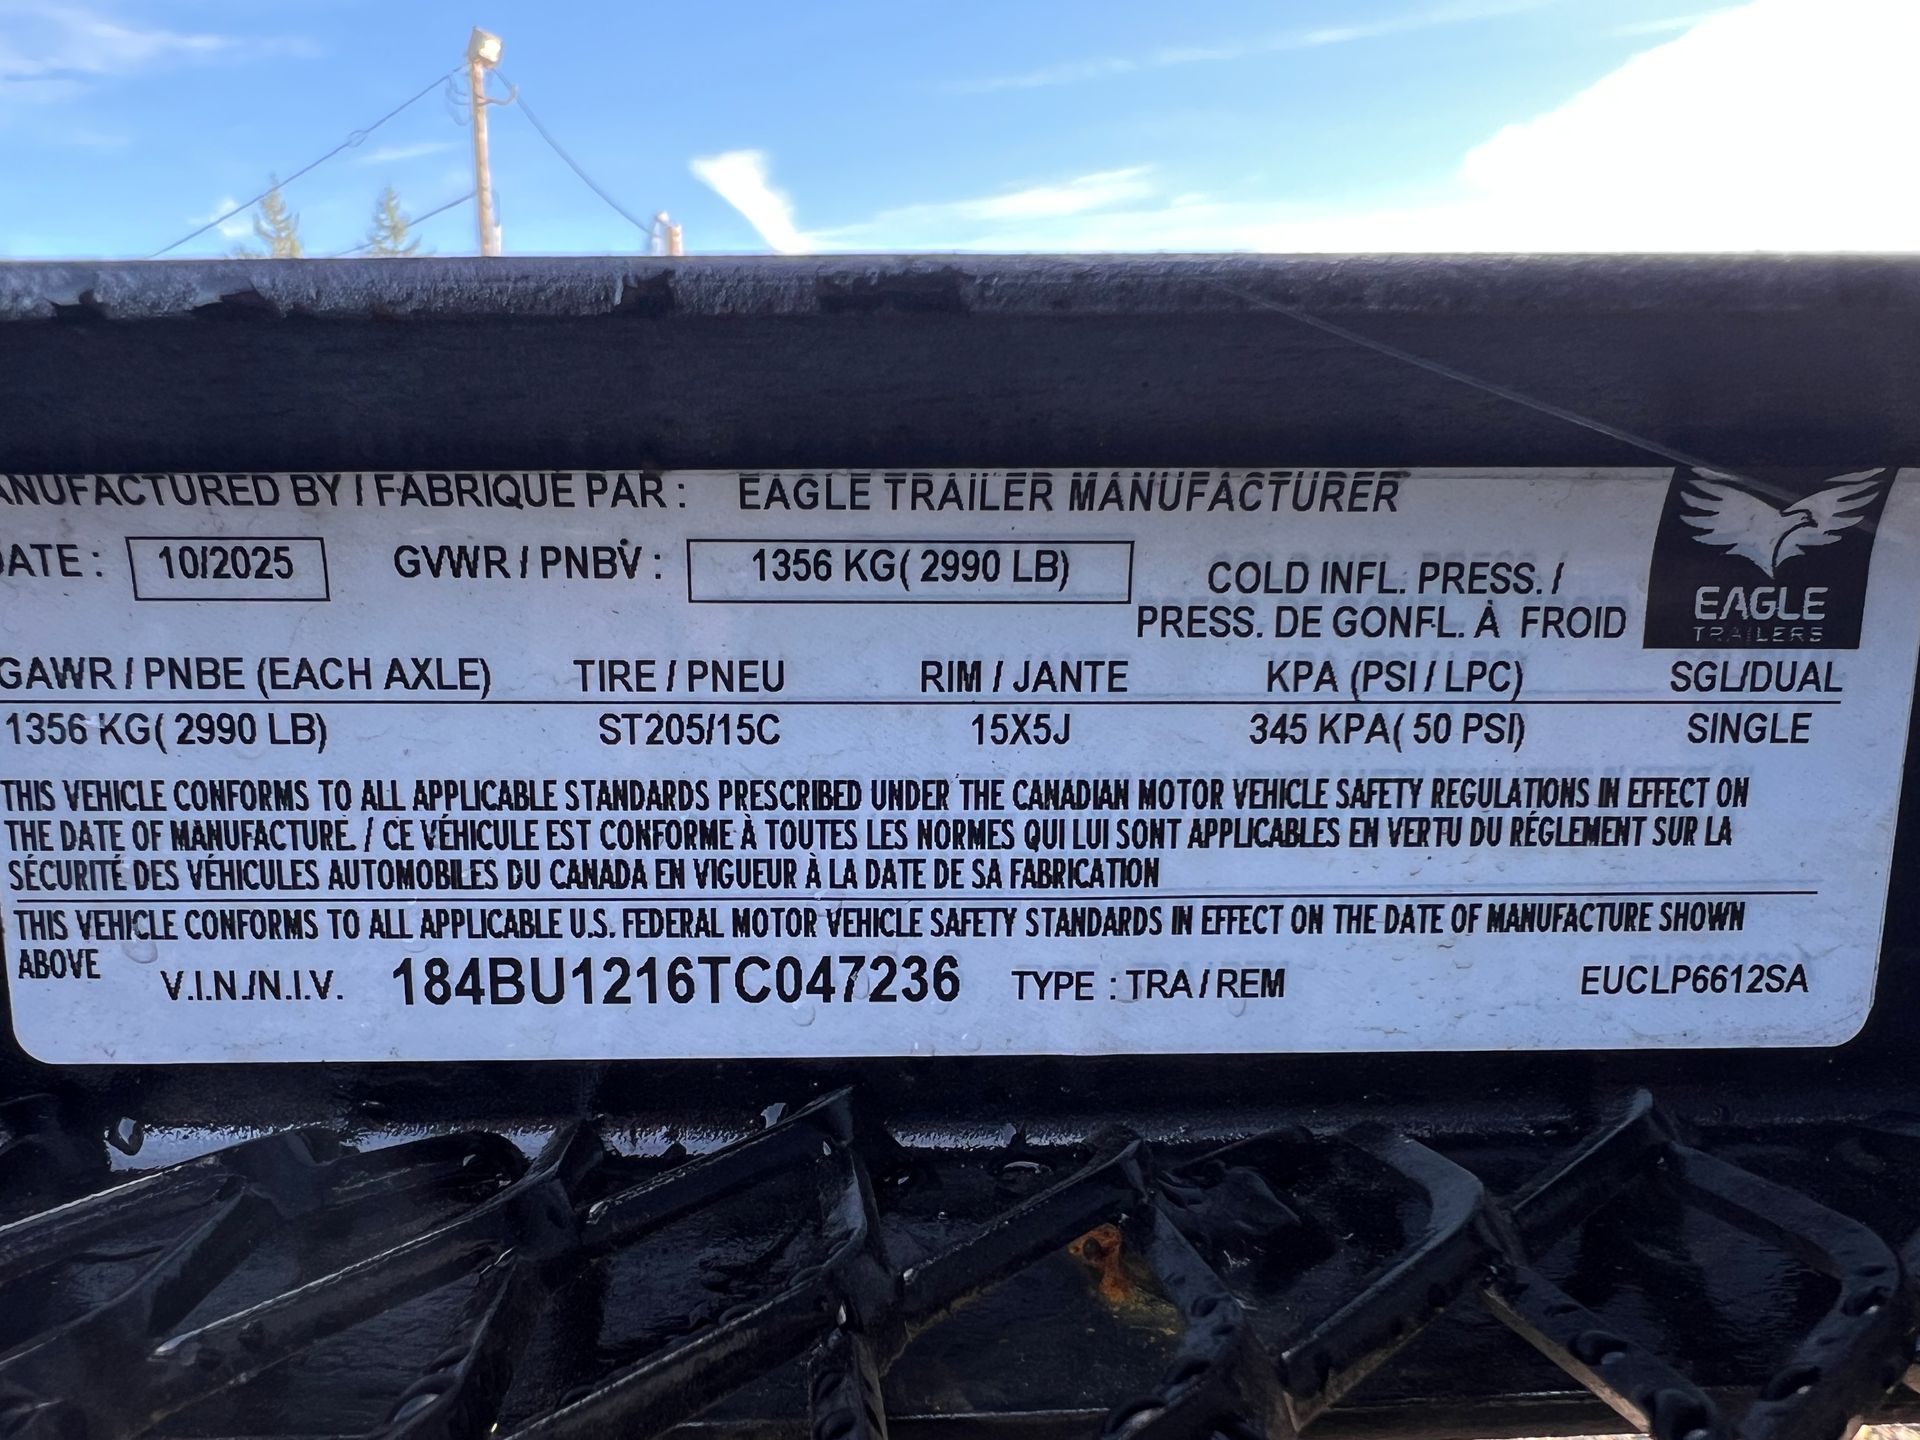 ANUFACTURED BY / FABRIQUE PAR : EAGLE TRAILER MANUFACTURER
DATE : 10/2025 GVWR / PNBV : 1356 KG( 2990 LB)
COLD INFL. PRESS. /
PRESS. DE GONFL. À FROID
EAGLE
TRAILERS
GAWR / PNBE (EACH AXLE) TIRE / PNEU RIM / JANTE KPA (PSI / LPC) SGL/DUAL
1356 KG( 2990 LB) ST205/15C 15X5J 345 KPA( 50 PSI) SINGLE
THIS VEHICLE CONFORMS TO ALL APPLICABLE STANDARDS PRESCRIBED UNDER THE CANADIAN MOTOR VEHICLE SAFETY REGULATIONS IN EFFECT ON
THE DATE OF MANUFACTURE. / CE VÉHICULE EST CONFORME À TOUTES LES NORMES QUI LUI SONT APPLICABLES EN VERTU DU RÉGLEMENT SUR LA
SÉCURITÉ DES VÉHICULES AUTOMOBILES DU CANADA EN VIGUEUR À LA DATE DE SA FABRICATION
THIS VEHICLE CONFORMS TO ALL APPLICABLE U.S. FEDERAL MOTOR VEHICLE SAFETY STANDARDS IN EFFECT ON THE DATE OF MANUFACTURE SHOWN
ABOVE
V.I.N./N.I.V. 184BU1216TC047236 TYPE : TRA / REM EUCLP6612SA